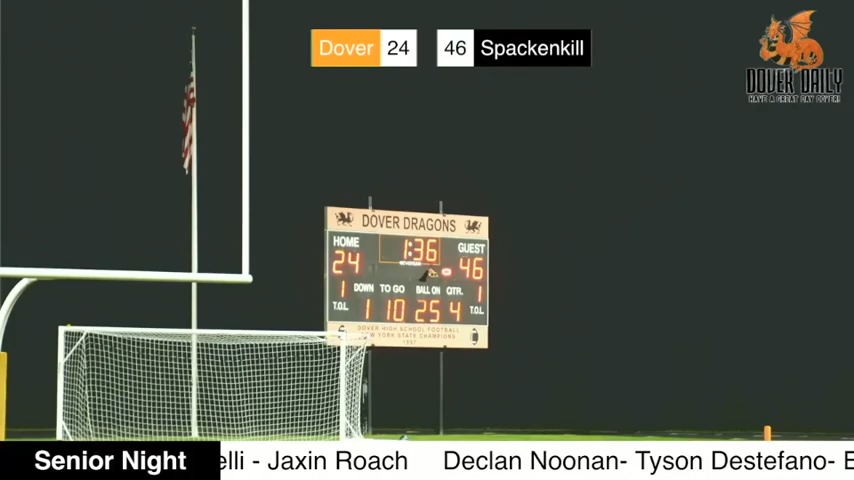 Dover 24 46 Spackenkill
DOVER DAILY
HAVE A GREAT DAY DOVER!
DOVER DRAGONS
HOME 1:36 GUEST
24 46
1 DOWN TO GO BALL ON QTR. 1
T.O.L. 1 10 25 4 T.O.L.
DOVER HIGH SCHOOL FOOTBALL
NEW YORK STATE CHAMPIONS
Senior Night elli - Jaxin Roach Declan Noonan- Tyson Destefano- E